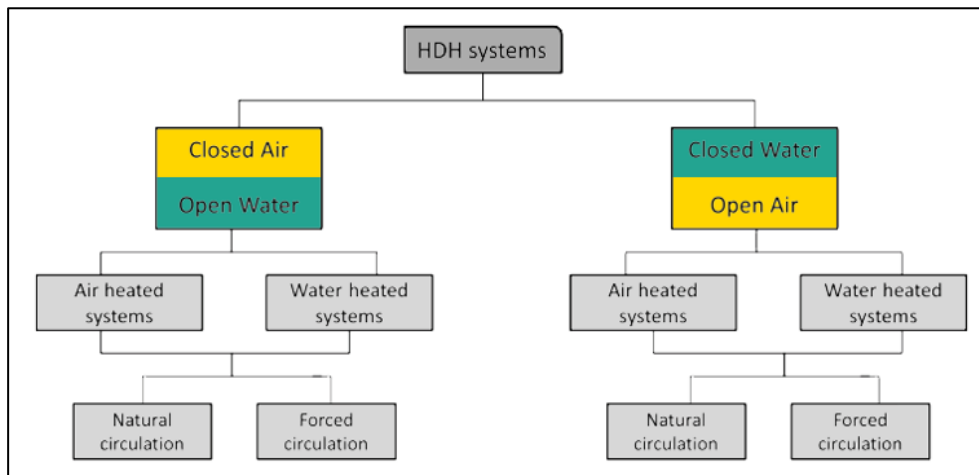 HDH systems
Closed Air
Open Water
Closed Water
Open Air
Air heated
systems
Water heated
systems
Air heated
systems
Water heated
systems
Natural
circulation
Forced
circulation
Natural
circulation
Forced
circulation